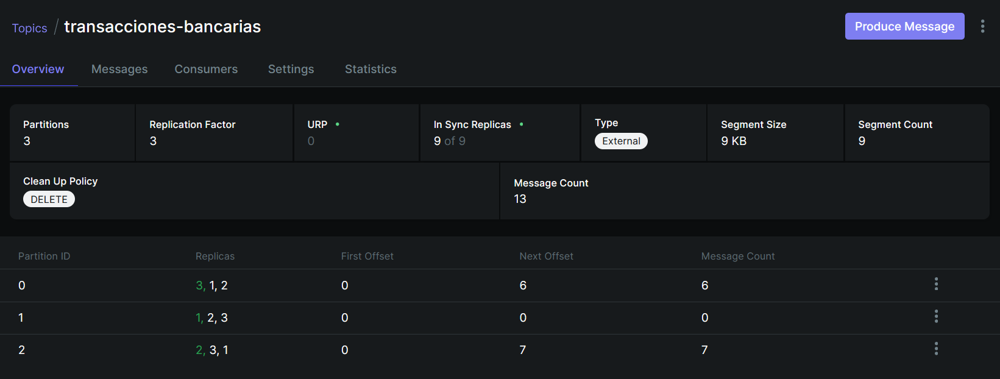 Topics / transacciones-bancarias
Produce Message
Overview Messages Consumers Settings Statistics
Partitions
3
Replication Factor
3
URP
0
In Sync Replicas
9 of 9
Type
External
Segment Size
9 KB
Segment Count
9
Clean Up Policy
DELETE
Message Count
13
Partition ID Replicas First Offset Next Offset Message Count
0 3, 1, 2 0 6 6
1 1, 2, 3 0 0 0
2 2, 3, 1 0 7 7